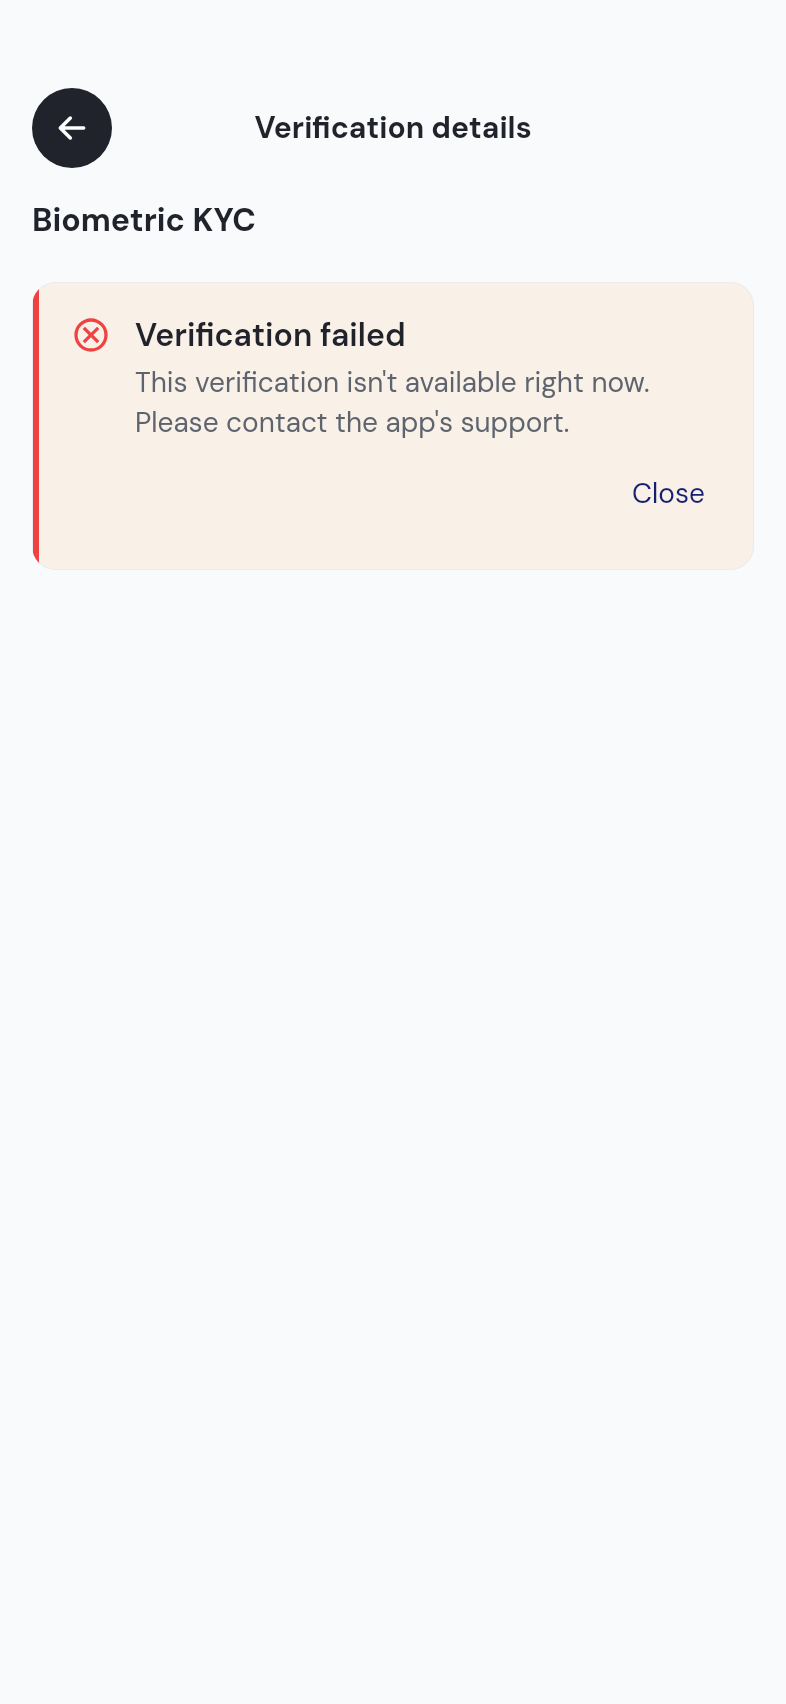 Verification details
Biometric KYC
Verification failed
This verification isn't available right now.
Please contact the app's support.
Close